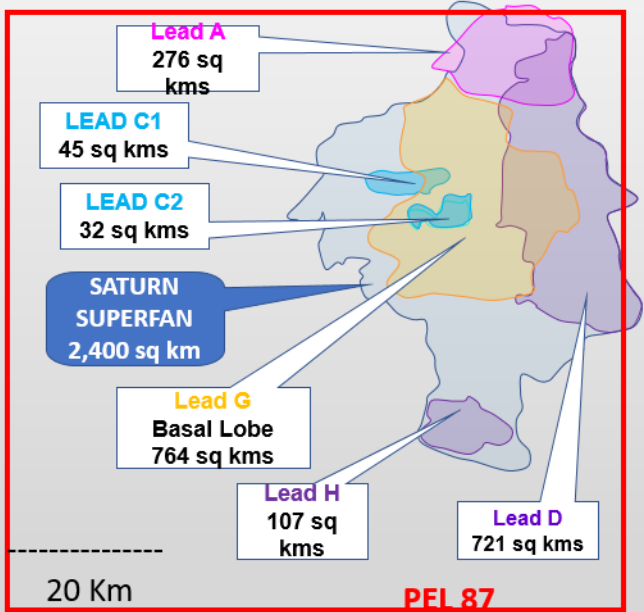 Lead A
276 sq
kms
LEAD C1
45 sq kms
LEAD C2
32 sq kms
SATURN
SUPERFAN
2,400 sq km
Lead G
Basal Lobe
764 sq kms
Lead H
107 sq
kms
Lead D
721 sq kms
20 Km
PEL 87